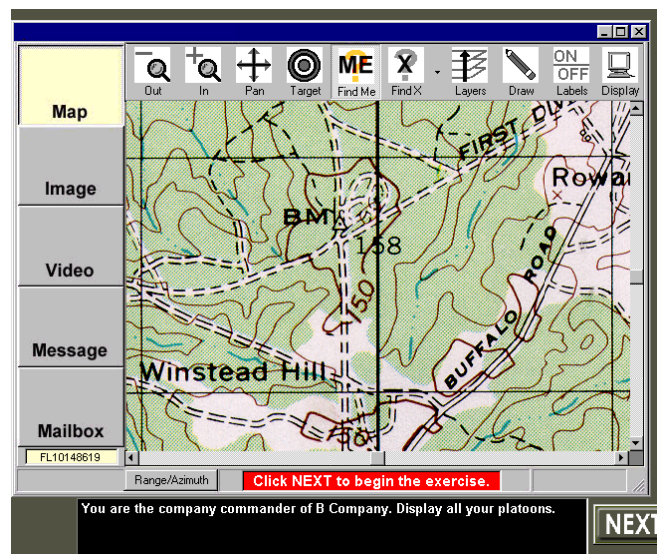 Out In Pan Target ME Find Me X FindX Layers Draw ON OFF Labels Display
Map
Image
Video
Message
Mailbox
FL10148619
FIRST
BM
158
150
ROAD
BUFFALO
Winstead Hill
Range/Azimuth
Click NEXT to begin the exercise.
You are the company commander of B Company. Display all your platoons.
NEXT